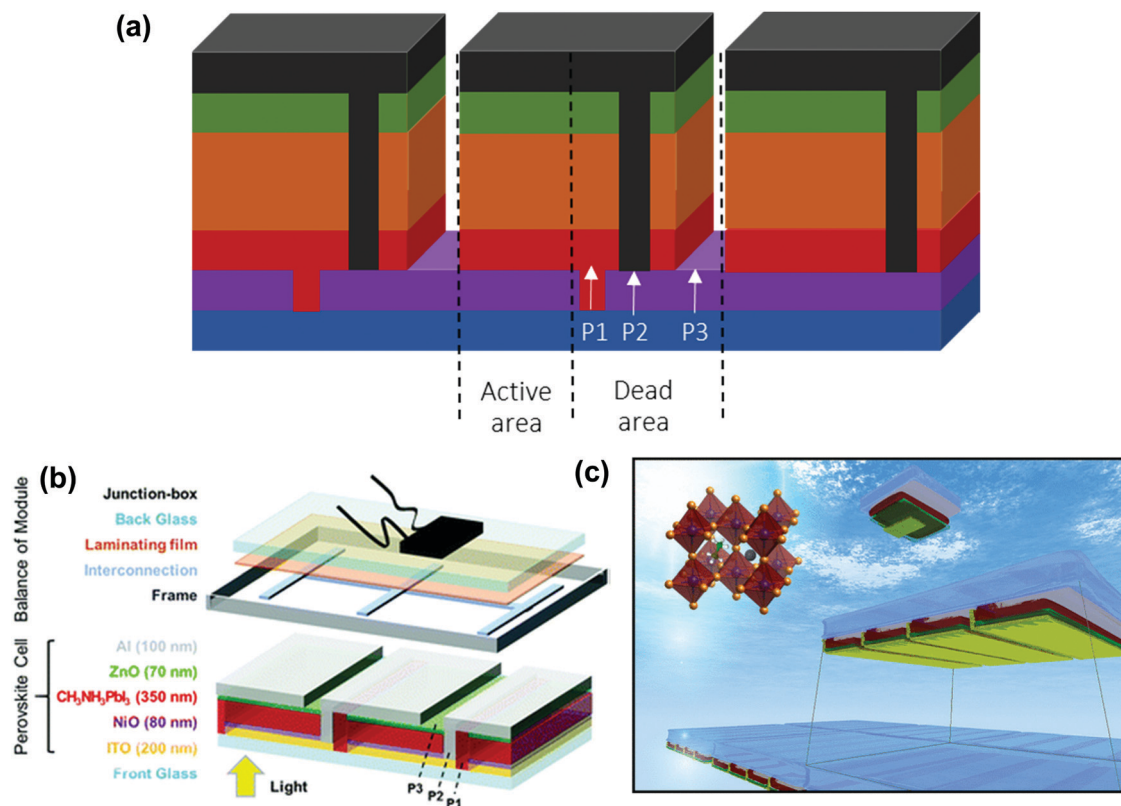 (a)
P1 P2 P3
Active
area
Dead
area
(b)
Balance of Module
Junction-box
Back Glass
Laminating film
Interconnection
Frame
Perovskite Cell
Al (100 nm)
ZnO (70 nm)
CH₃NH₃PbI₃ (350 nm)
NiO (80 nm)
ITO (200 nm)
Front Glass
Light
P3
P2
P1
(c)